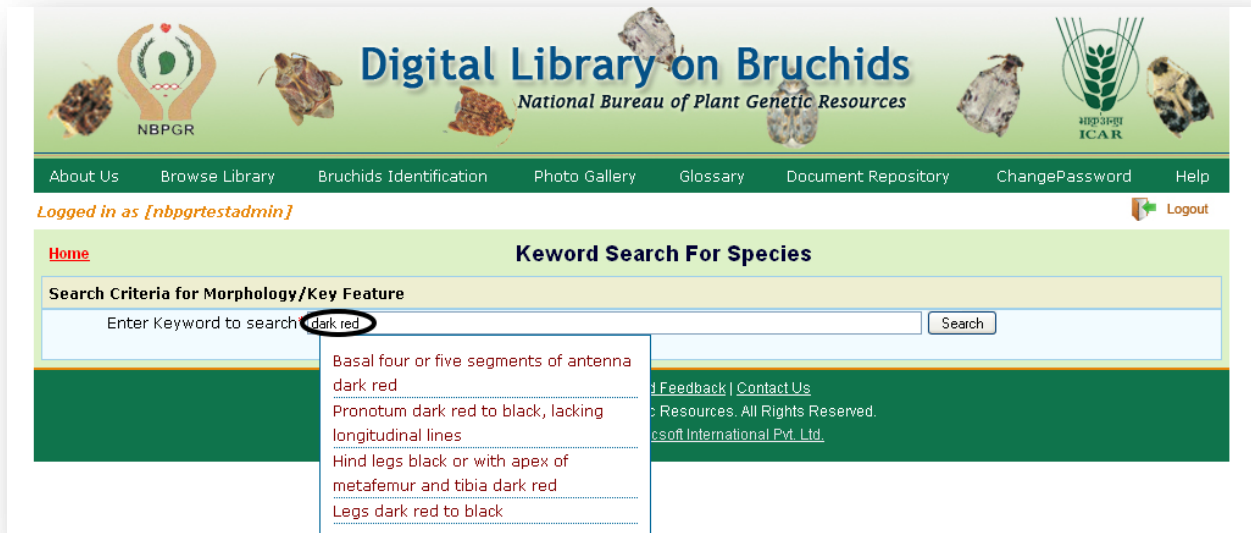 Digital Library on Bruchids
National Bureau of Plant Genetic Resources
NBPGR
भाकृअनुप
ICAR
About Us Browse Library Bruchids Identification Photo Gallery Glossary Document Repository ChangePassword Help
Logged in as [nbpgrtestadmin] Logout
Home Keword Search For Species
Search Criteria for Morphology/Key Feature
Enter Keyword to search* dark red Search
Basal four or five segments of antenna
dark red
Pronotum dark red to black, lacking
longitudinal lines
Hind legs black or with apex of
metafemur and tibia dark red
Legs dark red to black
Feedback | Contact Us
Resources. All Rights Reserved.
International Pvt. Ltd.